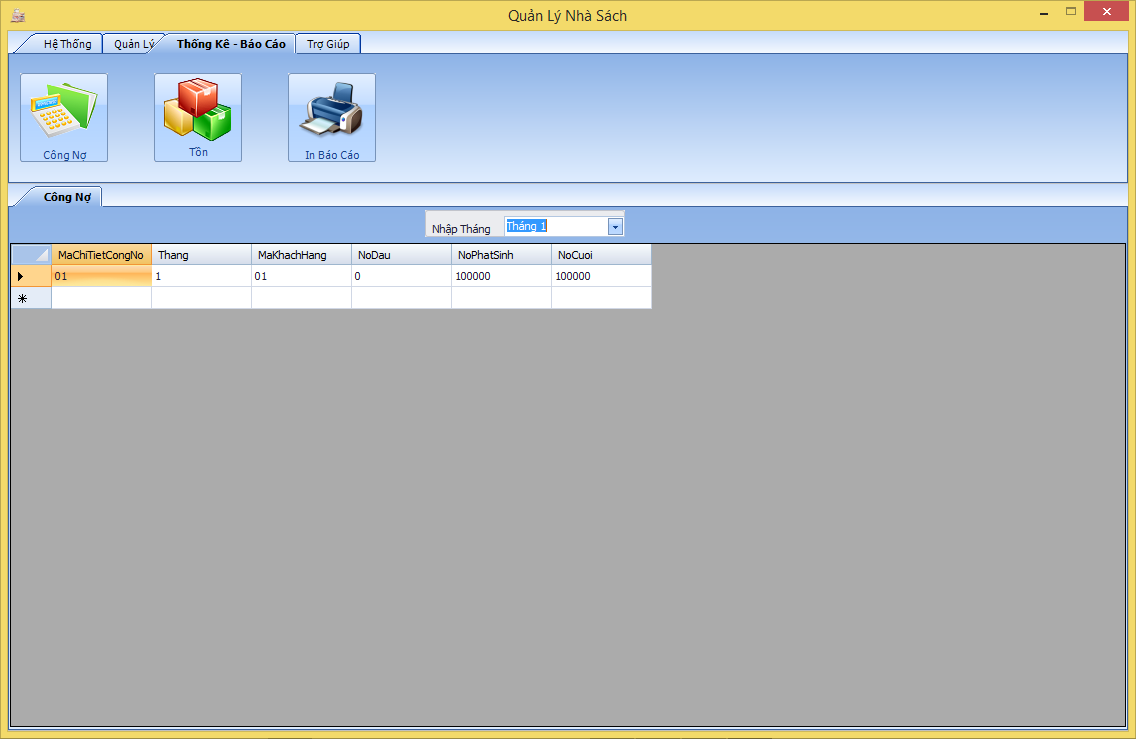 Quản Lý Nhà Sách
Hệ Thống Quản Lý Thống Kê - Báo Cáo Trợ Giúp
Công Nợ Tồn In Báo Cáo
Công Nợ
Nhập Tháng Tháng 1
MaChiTietCongNo Thang MaKhachHang NoDau NoPhatSinh NoCuoi
01 1 01 0 100000 100000